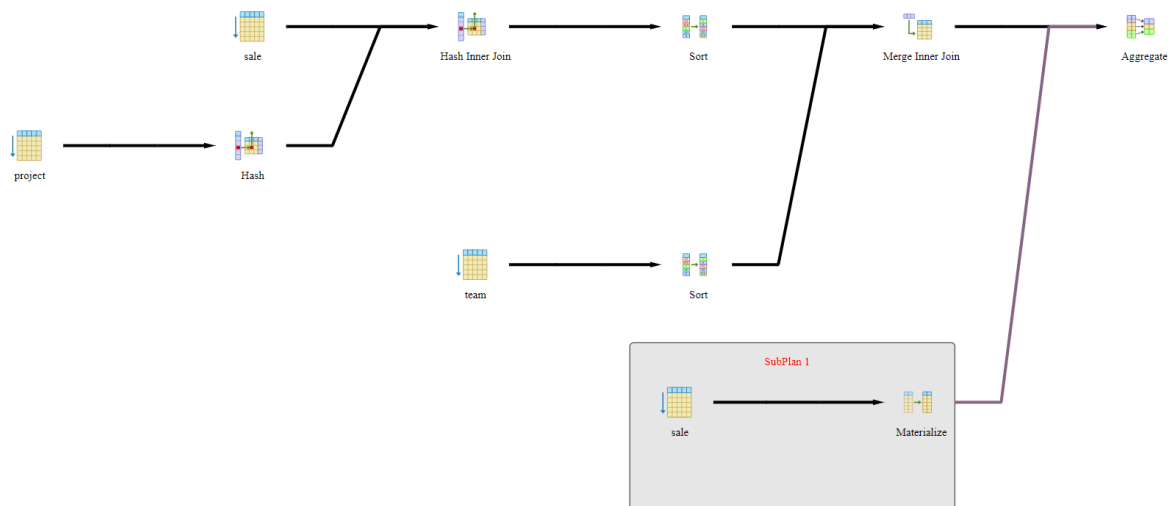 sale
Hash Inner Join
Sort
Merge Inner Join
Aggregate
project
Hash
team
Sort
SubPlan 1
sale
Materialize